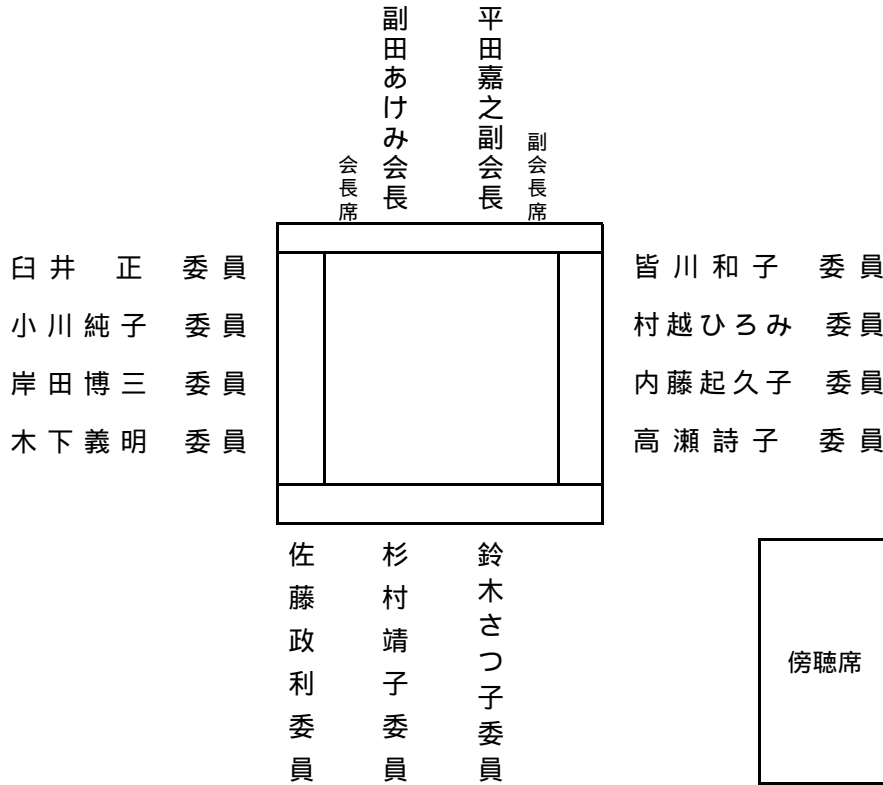 副田あけみ会長
平田嘉之副会長
会長席
副会長席
臼井　正　委員
小川純子　委員
岸田博三　委員
木下義明　委員
皆川和子　委員
村越ひろみ　委員
内藤起久子　委員
高瀬詩子　委員
佐藤政利委員
杉村靖子委員
鈴木さつ子委員
傍聴席